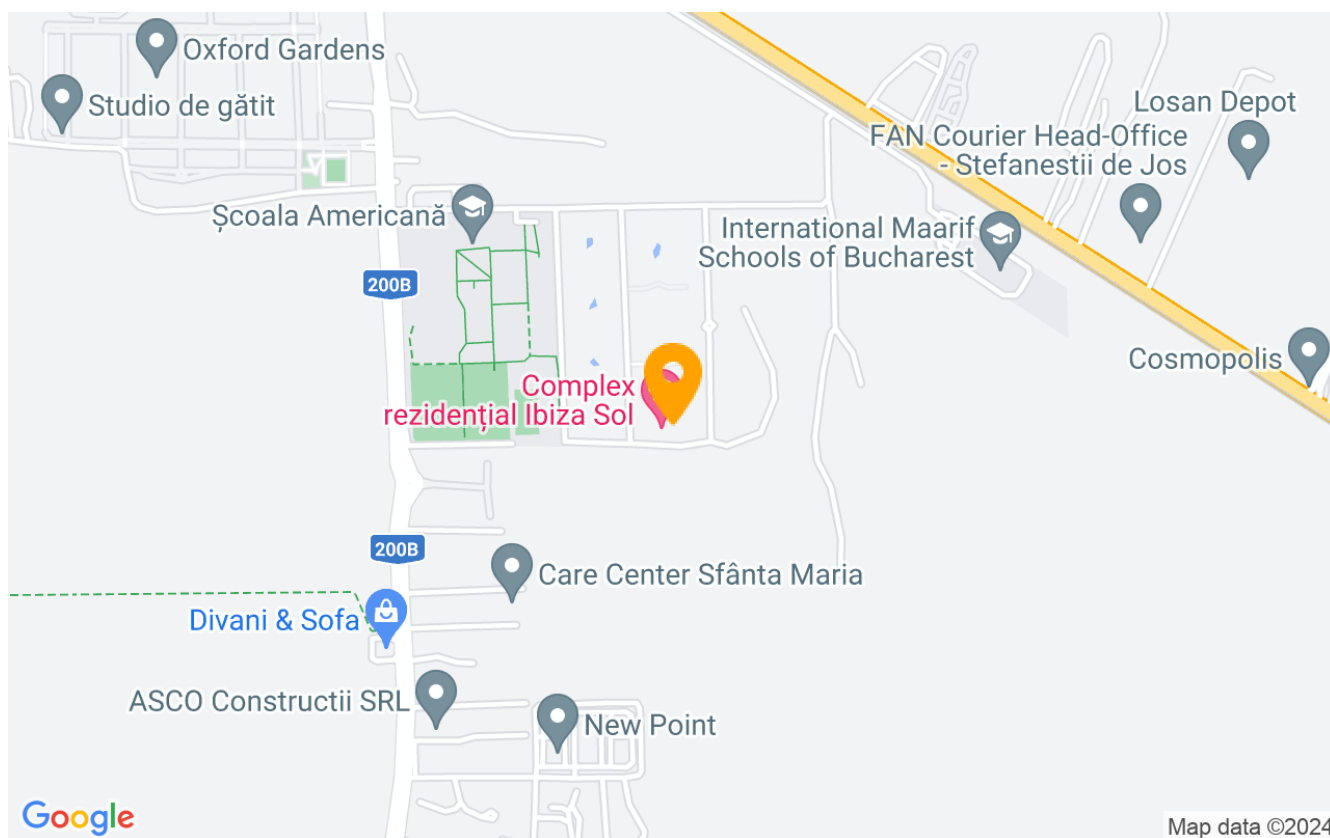 Oxford Gardens
Studio de gătit
Losan Depot
FAN Courier Head-Office
- Stefanestii de Jos
Școala Americană
International Maarif
Schools of Bucharest
200B
Cosmopolis
Complex
rezidențial Ibiza Sol
200B
Care Center Sfânta Maria
Divani & Sofa
ASCO Constructii SRL
New Point
Google
Map data ©2024